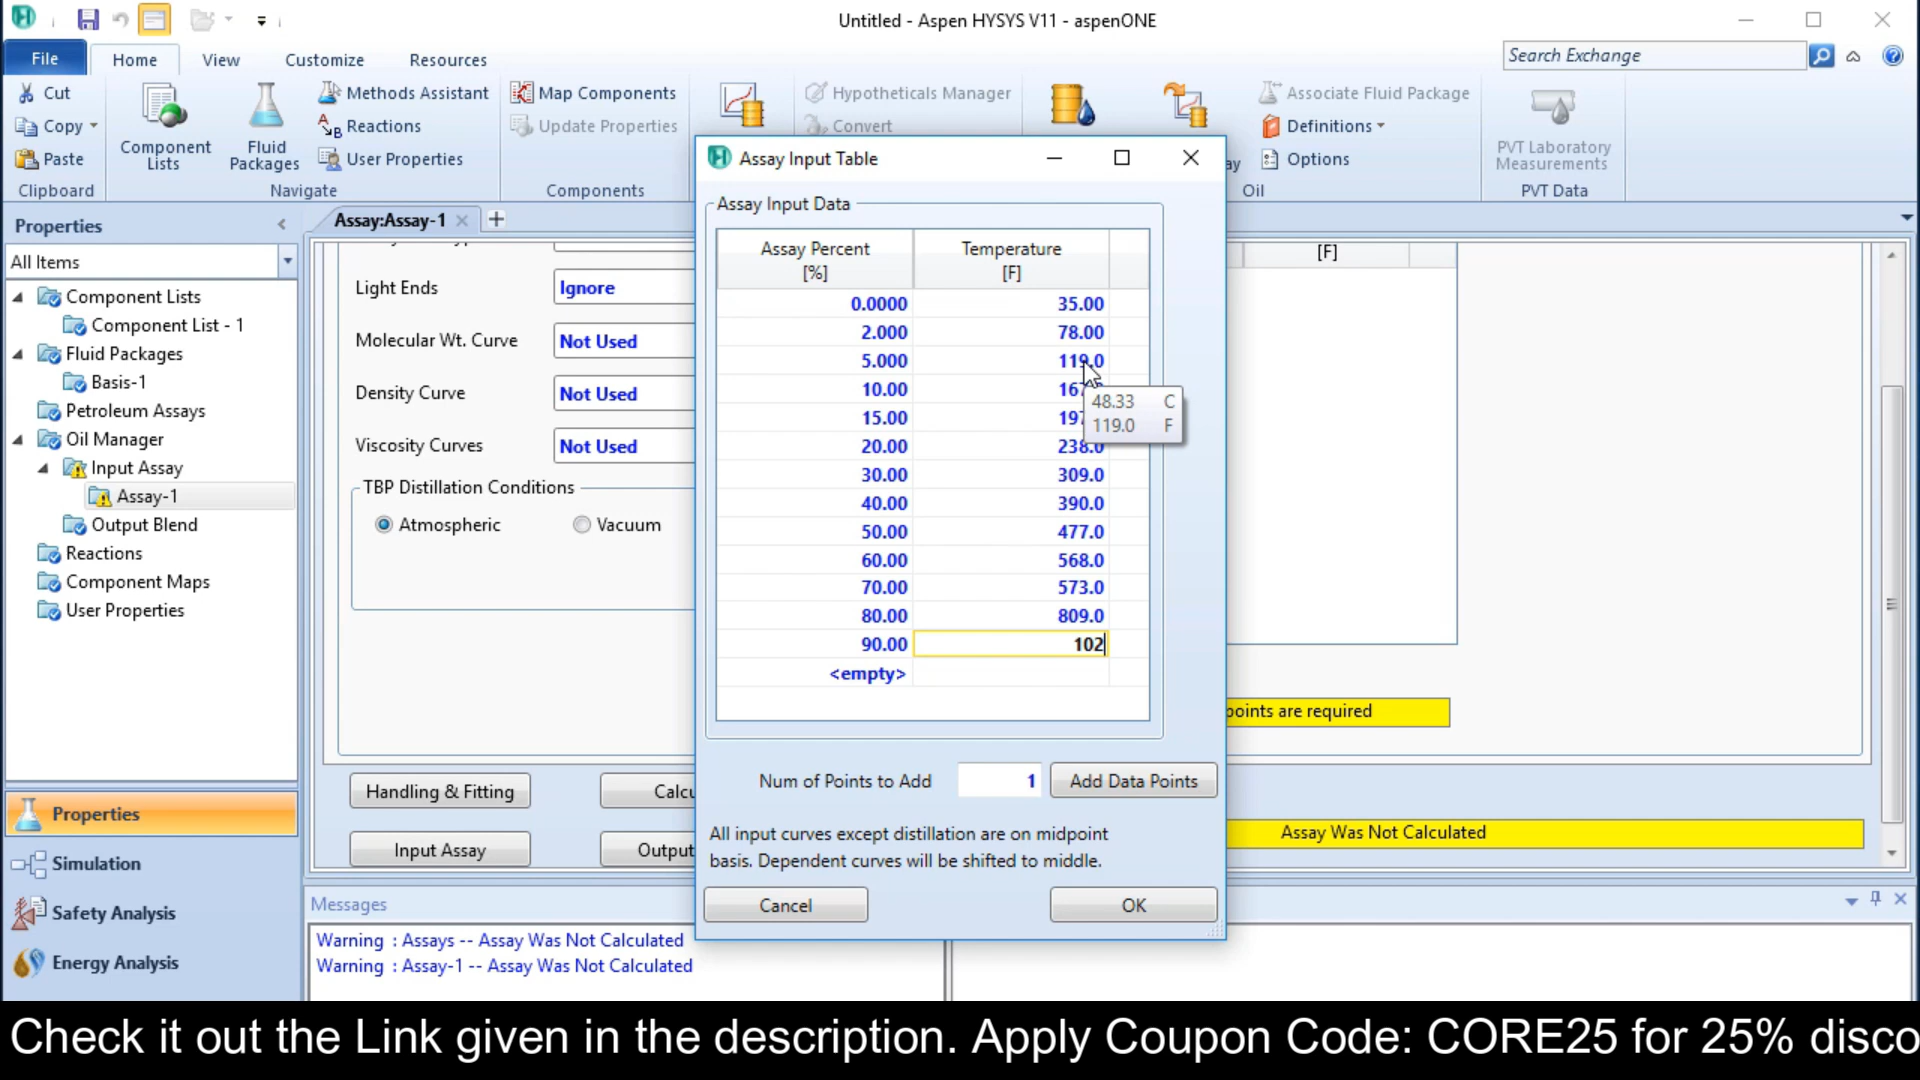 Untitled - Aspen HYSYS V11 - aspenONE
File
Home
View
Customize
Resources
Search Exchange
Cut
Copy
Paste
Clipboard
Component Lists
Fluid Packages
Methods Assistant
Reactions
User Properties
Navigate
Map Components
Update Properties
Components
Hypotheticals Manager
Convert
Oil
Associate Fluid Package
Definitions
Options
PVT Laboratory Measurements
PVT Data
Properties
All Items
Component Lists
Component List - 1
Fluid Packages
Basis-1
Petroleum Assays
Oil Manager
Input Assay
Assay-1
Output Blend
Reactions
Component Maps
User Properties
Properties
Simulation
Safety Analysis
Energy Analysis
Assay:Assay-1
Light Ends Ignore
Molecular Wt. Curve Not Used
Density Curve Not Used
Viscosity Curves Not Used
TBP Distillation Conditions
Atmospheric Vacuum
Handling & Fitting
Input Assay
Assay Input Table
Assay Input Data
Assay Percent [%] Temperature [F]
0.0000 35.00
2.000 78.00
5.000 119.0
10.00
15.00
20.00 238.0
30.00 309.0
40.00 390.0
50.00 477.0
60.00 568.0
70.00 573.0
80.00 809.0
90.00 102
<empty>
48.33 C
119.0 F
Num of Points to Add 1 Add Data Points
All input curves except distillation are on midpoint
basis. Dependent curves will be shifted to middle.
Cancel OK
[F]
points are required
Assay Was Not Calculated
Messages
Warning : Assays -- Assay Was Not Calculated
Warning : Assay-1 -- Assay Was Not Calculated
Check it out the Link given in the description. Apply Coupon Code: CORE25 for 25% disco